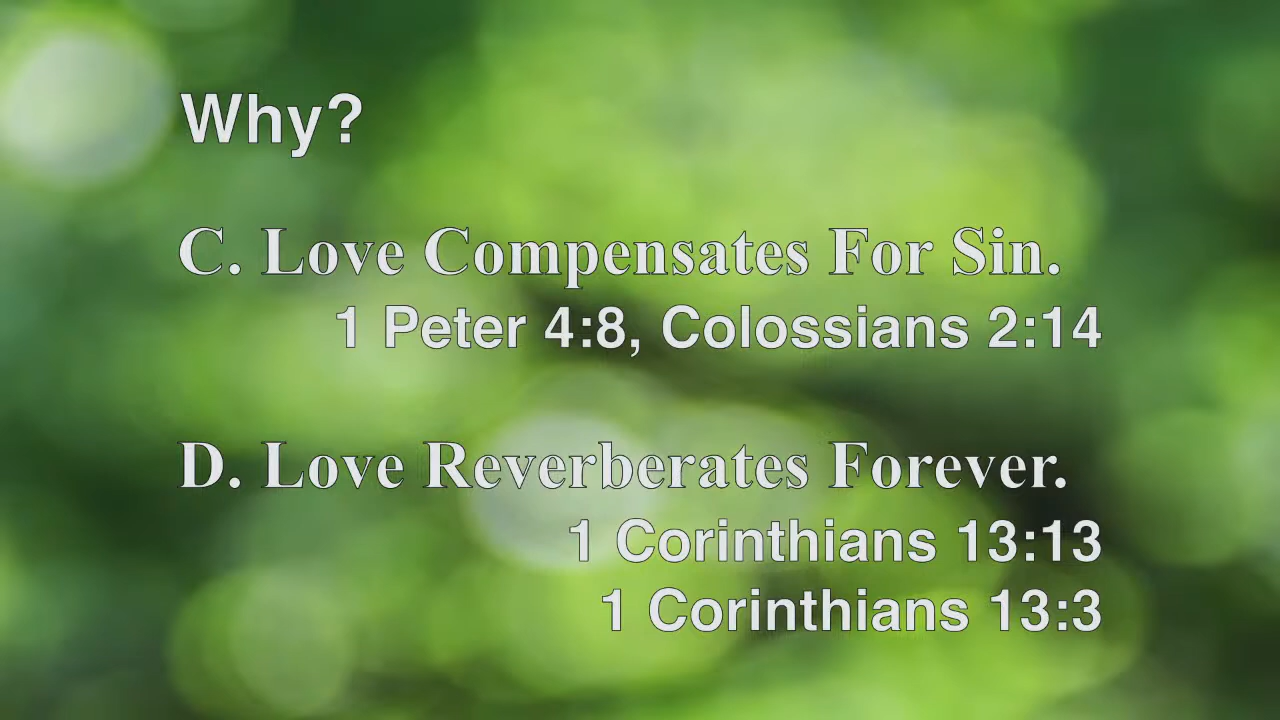 Why?
C. Love Compensates For Sin.
1 Peter 4:8, Colossians 2:14
D. Love Reverberates Forever.
1 Corinthians 13:13
1 Corinthians 13:3